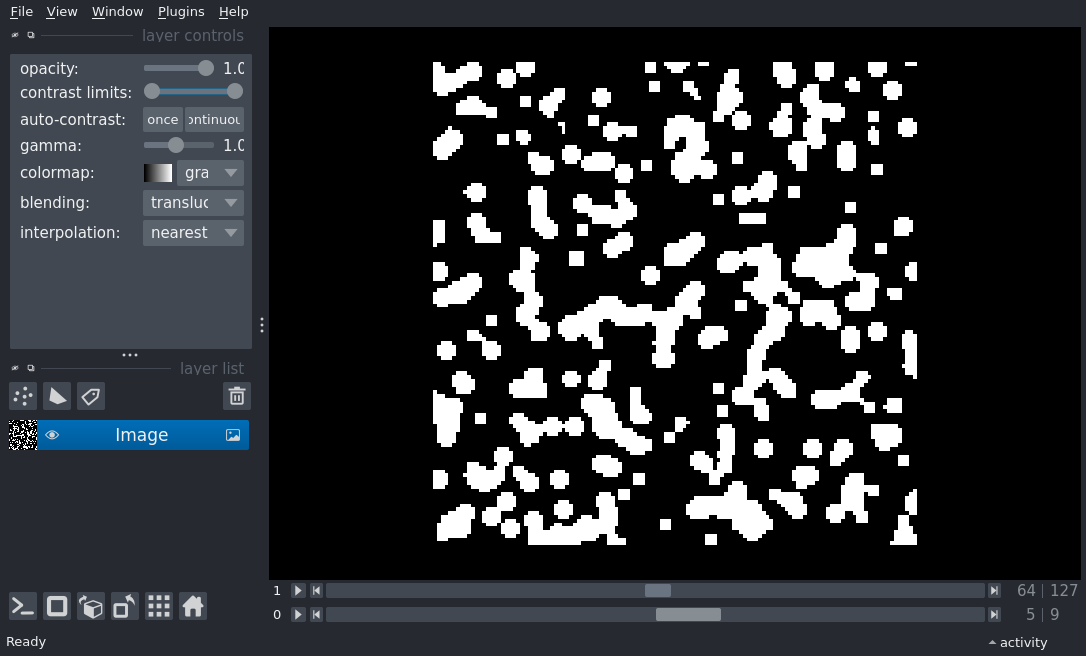 File View Window Plugins Help
layer controls
opacity: 1.0
contrast limits:
auto-contrast: once ontinuou
gamma: 1.0
colormap: gra
blending: transluc
interpolation: nearest
layer list
Image
1 64 127
0 5 9
Ready activity